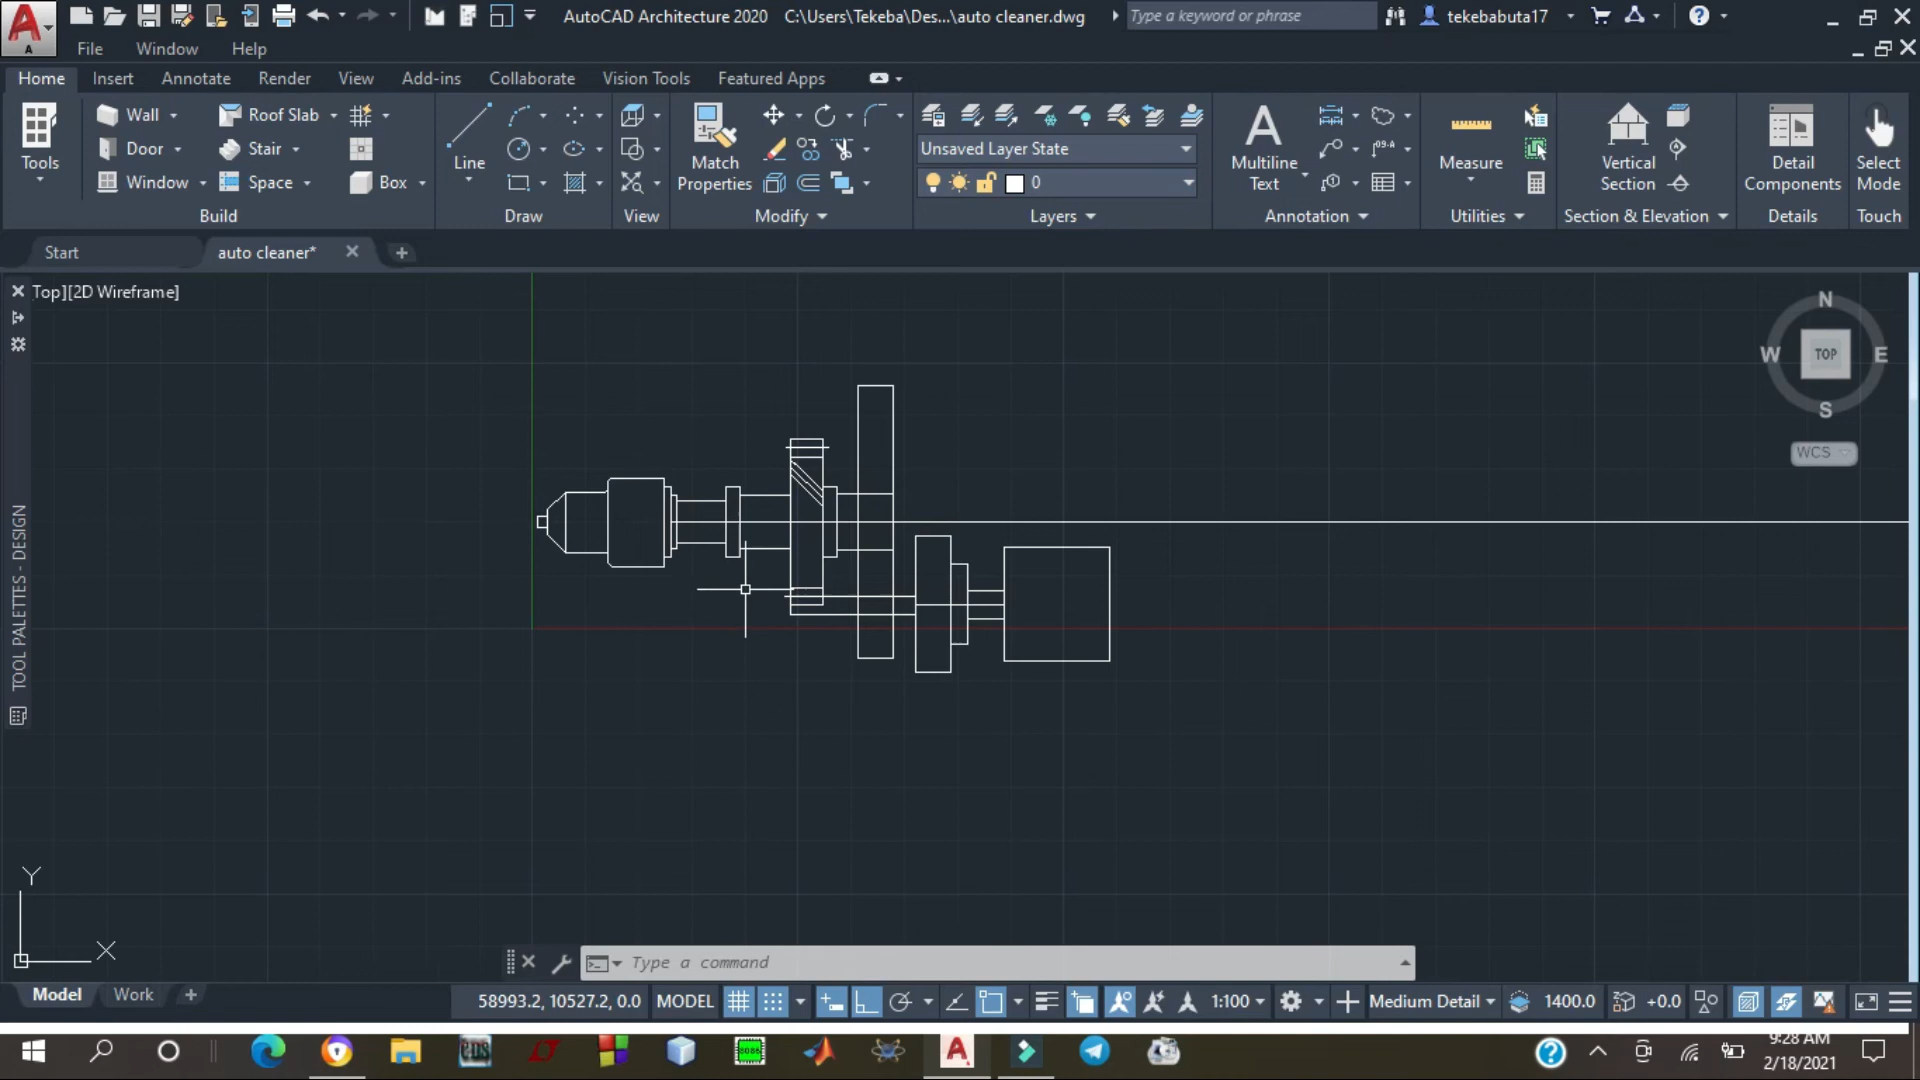 A AutoCAD Architecture 2020 C:\Users\Tekeba\Des...\auto cleaner.dwg Type a keyword or phrase tekebabuta17 ?
File Window Help
Home Insert Annotate Render View Add-ins Collaborate Vision Tools Featured Apps
Tools Wall Roof Slab Line Match Properties Unsaved Layer State Multiline Text Measure Vertical Section Detail Components Select Mode
Door Stair
Window Space Box 0
Build Draw View Modify Layers Annotation Utilities Section & Elevation Details Touch
Start auto cleaner* +
Top][2D Wireframe]
N
W TOP E
S
WCS
TOOL PALETTES - DESIGN
Y
X
Type a command
Model Work +
58993.2, 10527.2, 0.0 MODEL 1:100 Medium Detail 1400.0 +0.0
9:28 AM
2/18/2021